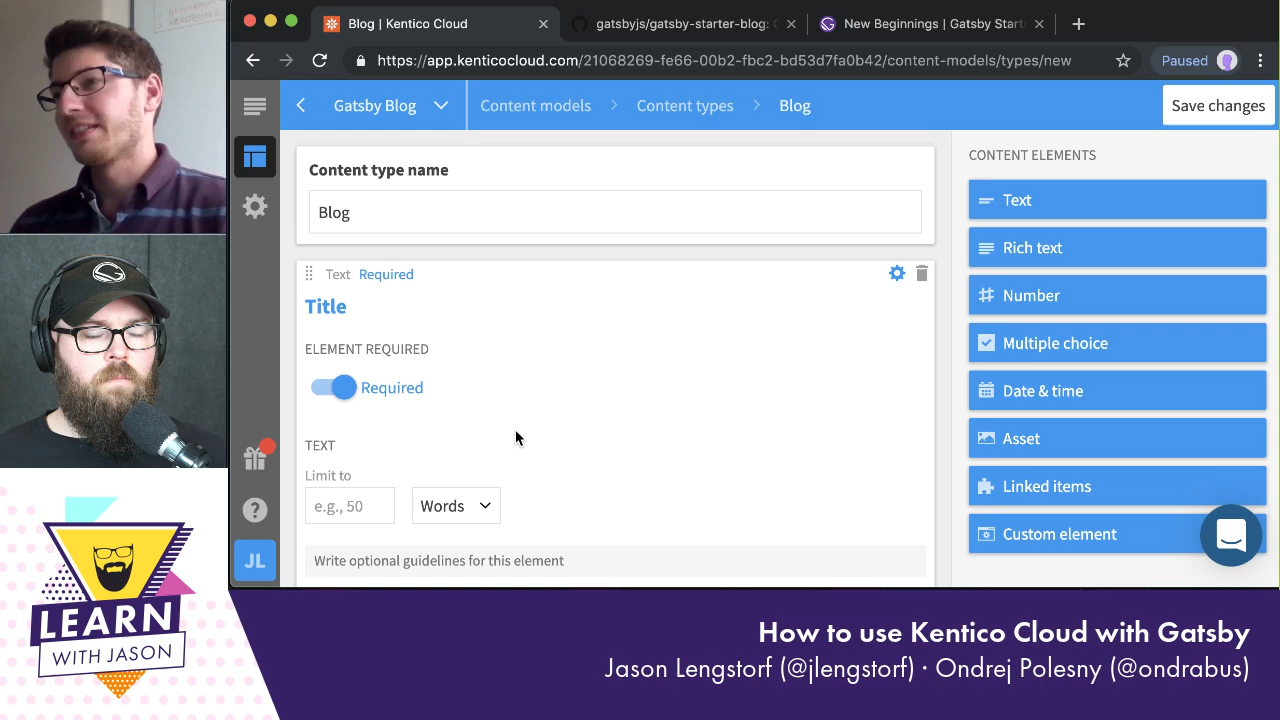 Blog | Kentico Cloud
gatsbyjs/gatsby-starter-blog:
New Beginnings | Gatsby Start
https://app.kenticocloud.com/21068269-fe66-00b2-fbc2-bd53d7fa0b42/content-models/types/new
Paused
Gatsby Blog
Content models > Content types > Blog
Save changes
Content type name
Blog
Text Required
Title
ELEMENT REQUIRED
Required
TEXT
Limit to
e.g., 50
Words
Write optional guidelines for this element
CONTENT ELEMENTS
Text
Rich text
Number
Multiple choice
Date & time
Asset
Linked items
Custom element
JL
LEARN
WITH JASON
How to use Kentico Cloud with Gatsby
Jason Lengstorf (@jlengstorf) · Ondrej Polesny (@ondrabus)